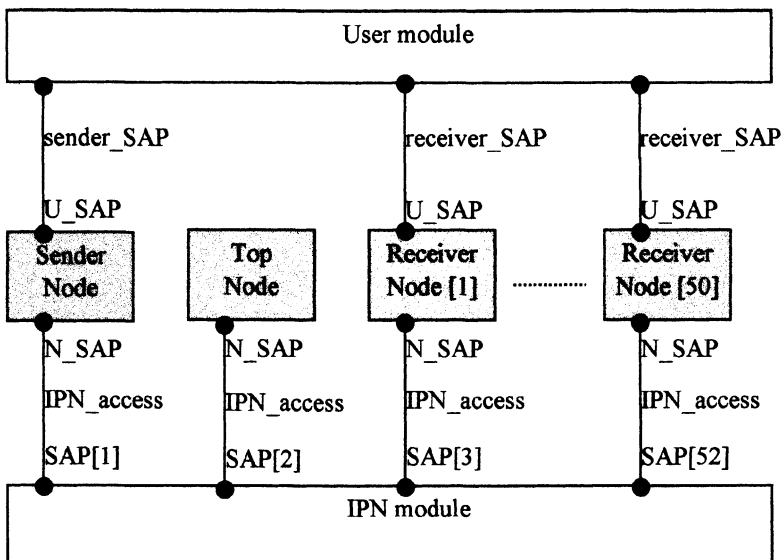 User module
sender_SAP receiver_SAP receiver_SAP
U_SAP U_SAP U_SAP
Sender Node
Top Node
Receiver Node [1]
Receiver Node [50]
N_SAP N_SAP N_SAP N_SAP
IPN_access IPN_access IPN_access IPN_access
SAP[1] SAP[2] SAP[3] SAP[52]
IPN module